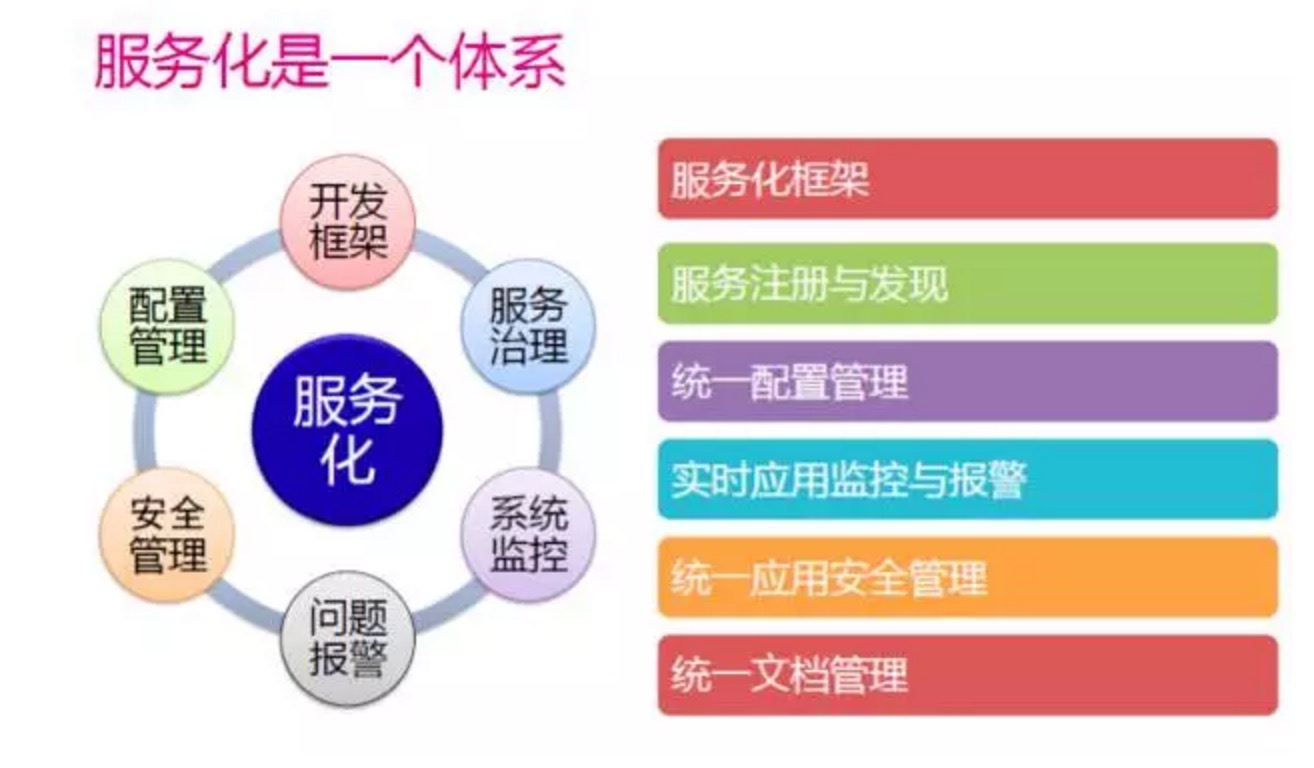 服务化是一个体系
开发
框架
配置
管理
服务
治理
服务
化
安全
管理
系统
监控
问题
报警
服务化框架
服务注册与发现
统一配置管理
实时应用监控与报警
统一应用安全管理
统一文档管理